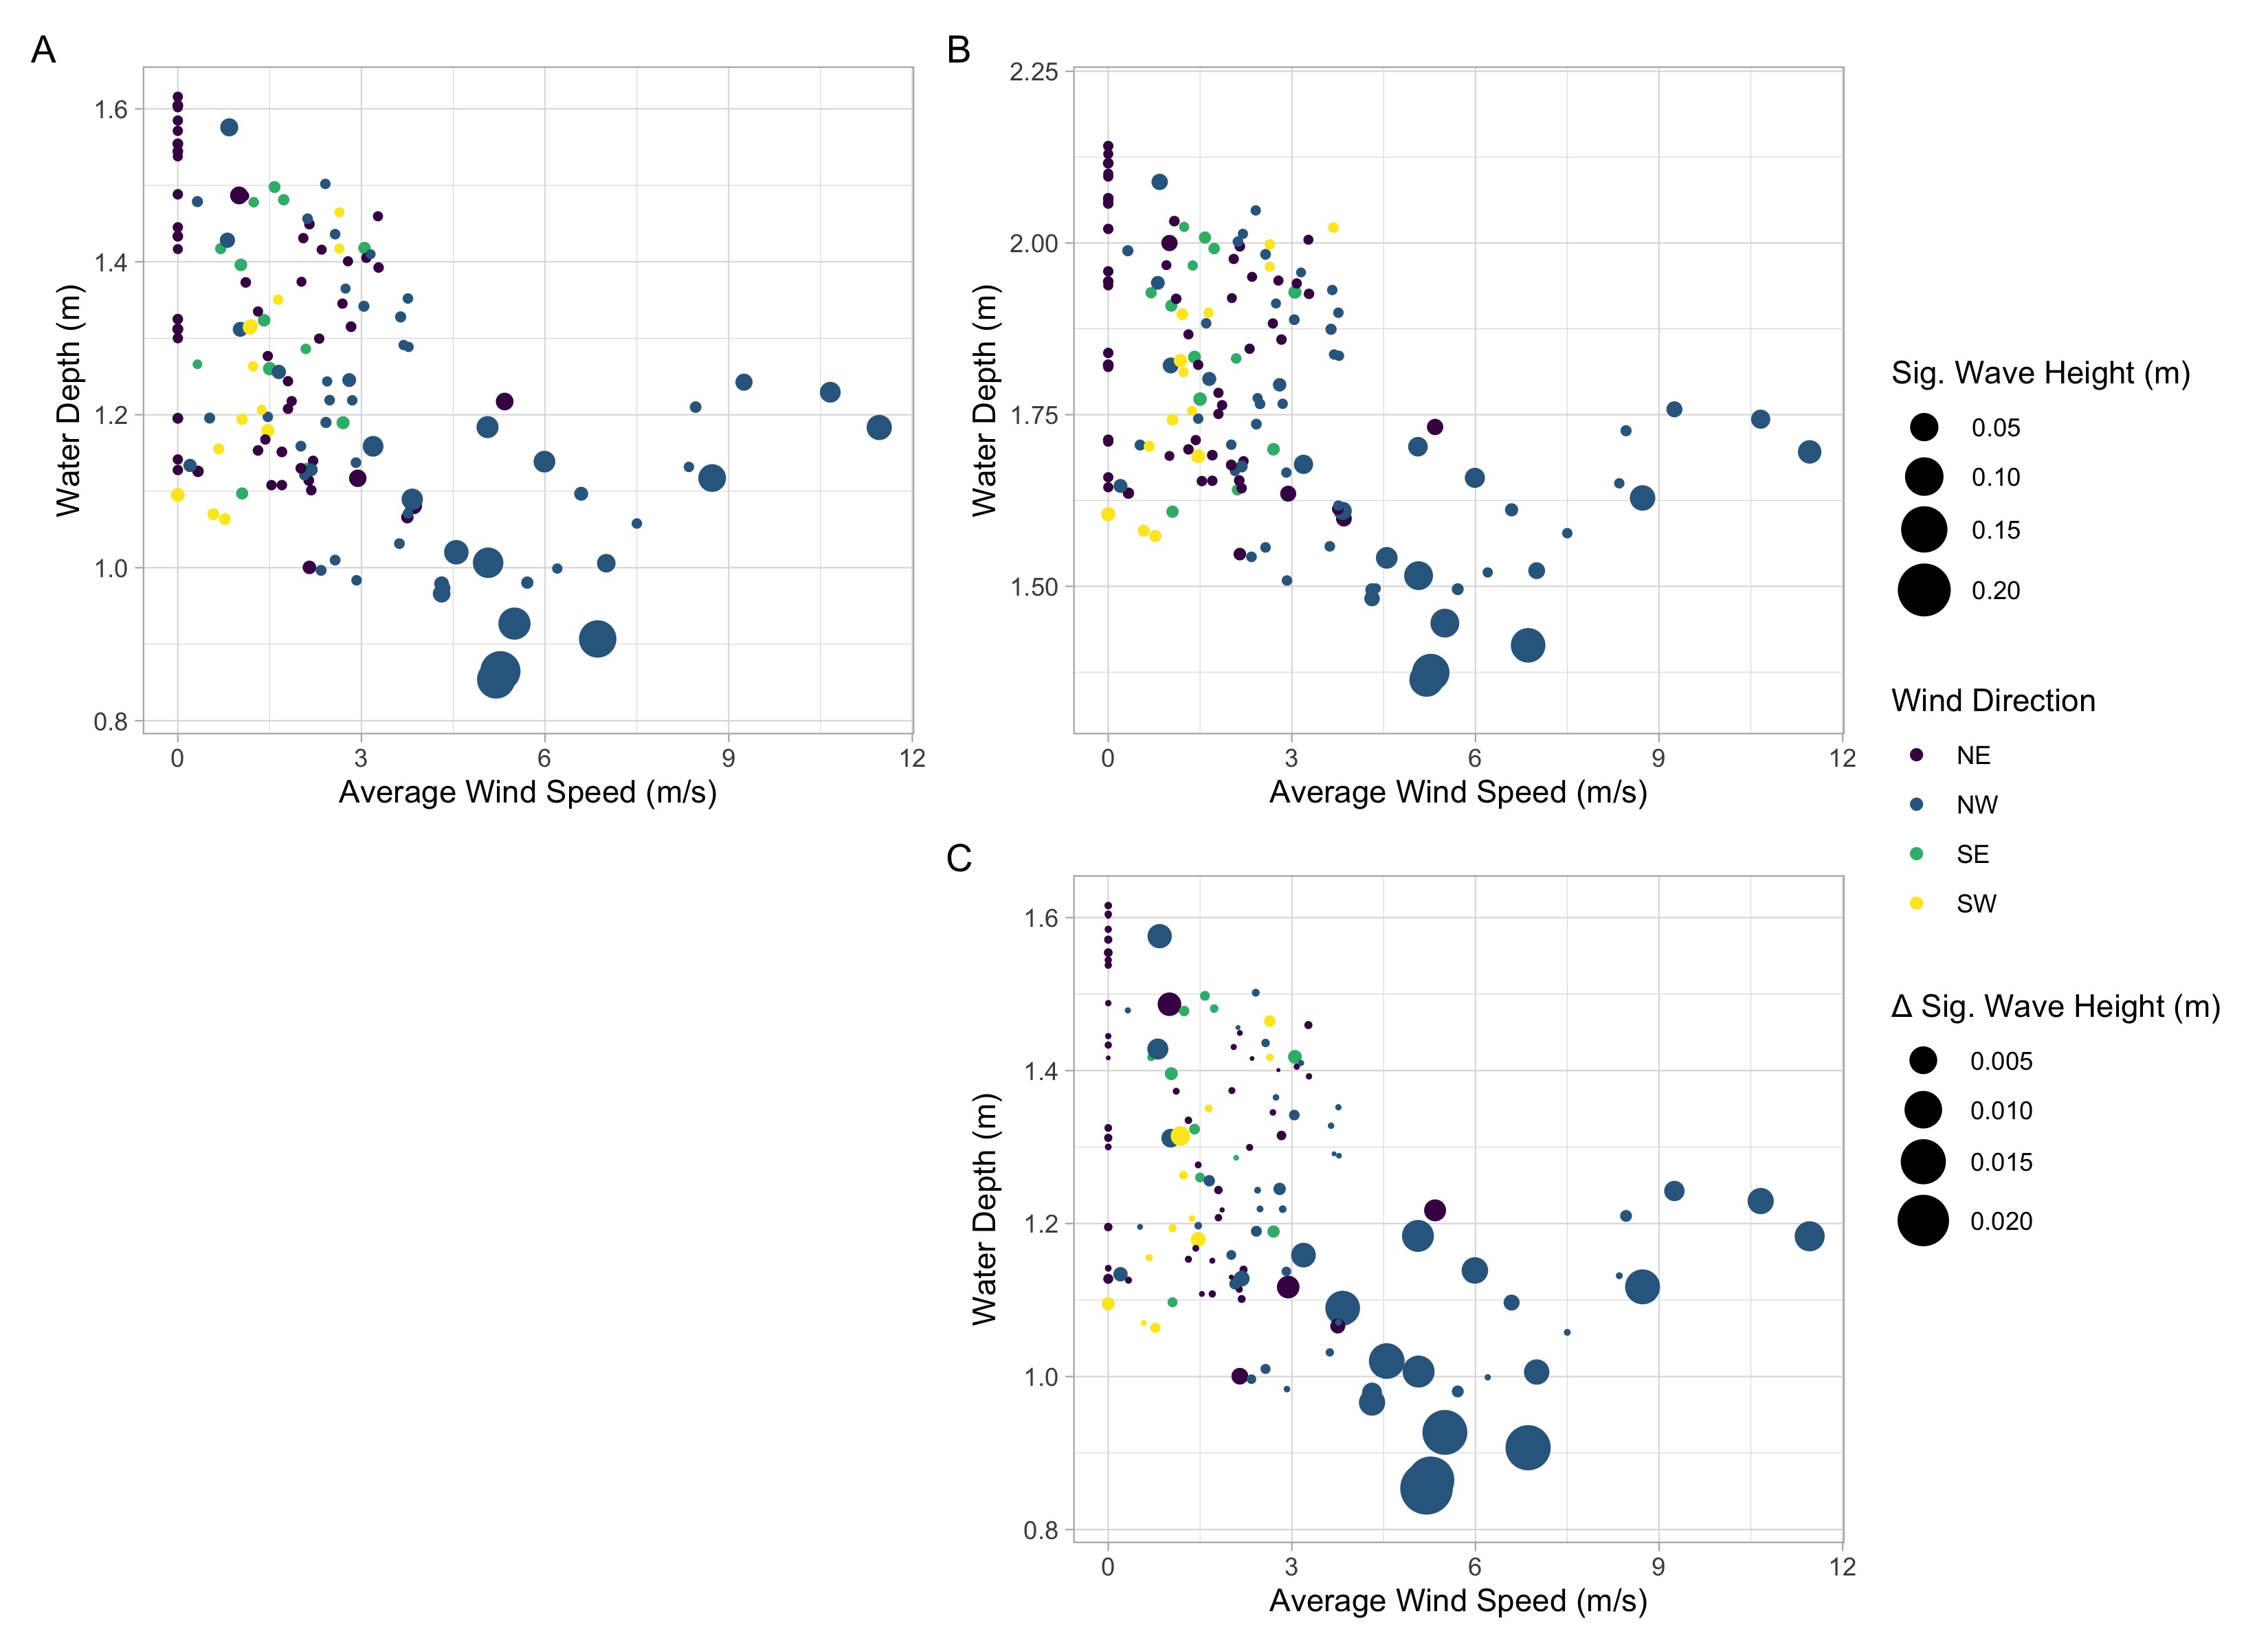 A
1.6
1.4
1.2
1.0
0.8
Water Depth (m)
0 3 6 9 12
Average Wind Speed (m/s)
B
2.25
2.00
1.75
1.50
Water Depth (m)
0 3 6 9 12
Average Wind Speed (m/s)
C
1.6
1.4
1.2
1.0
0.8
Water Depth (m)
0 3 6 9 12
Average Wind Speed (m/s)
Sig. Wave Height (m)
0.05
0.10
0.15
0.20
Wind Direction
NE
NW
SE
SW
Δ Sig. Wave Height (m)
0.005
0.010
0.015
0.020